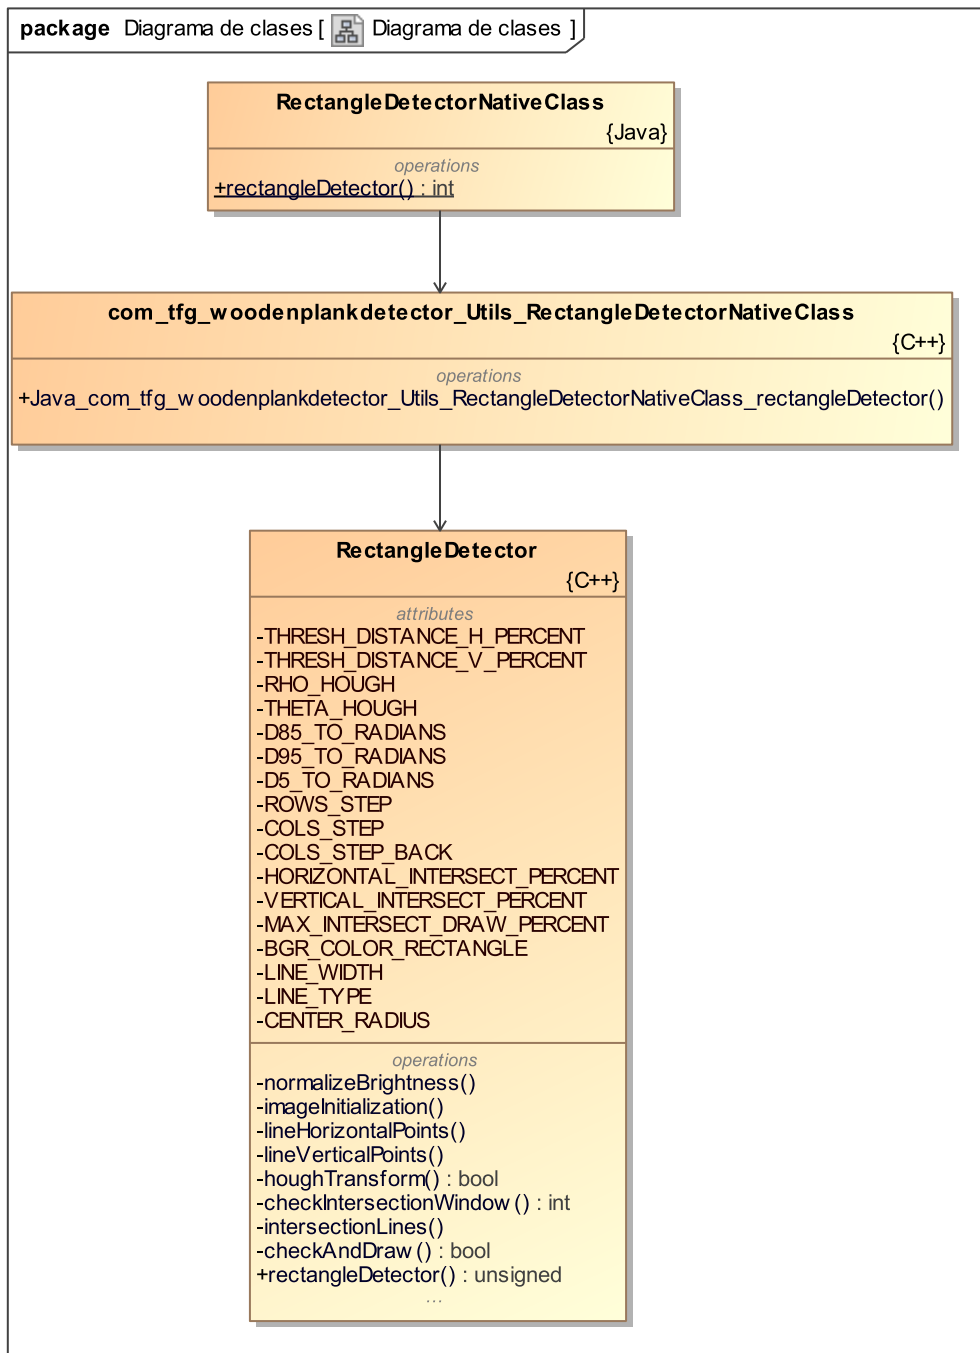 package Diagrama de clases [ Diagrama de clases ]
RectangleDetectorNativeClass
{Java}
operations
+rectangleDetector() : int
com_tfg_woodenplankdetector_Utils_RectangleDetectorNativeClass
{C++}
operations
+Java_com_tfg_woodenplankdetector_Utils_RectangleDetectorNativeClass_rectangleDetector()
RectangleDetector
{C++}
attributes
-THRESH_DISTANCE_H_PERCENT
-THRESH_DISTANCE_V_PERCENT
-RHO_HOUGH
-THETA_HOUGH
-D85_TO_RADIANS
-D95_TO_RADIANS
-D5_TO_RADIANS
-ROWS_STEP
-COLS_STEP
-COLS_STEP_BACK
-HORIZONTAL_INTERSECT_PERCENT
-VERTICAL_INTERSECT_PERCENT
-MAX_INTERSECT_DRAW_PERCENT
-BGR_COLOR_RECTANGLE
-LINE_WIDTH
-LINE_TYPE
-CENTER_RADIUS
operations
-normalizeBrightness()
-imageInitialization()
-lineHorizontalPoints()
-lineVerticalPoints()
-houghTransform() : bool
-checkIntersectionWindow() : int
-intersectionLines()
-checkAndDraw() : bool
+rectangleDetector() : unsigned
...